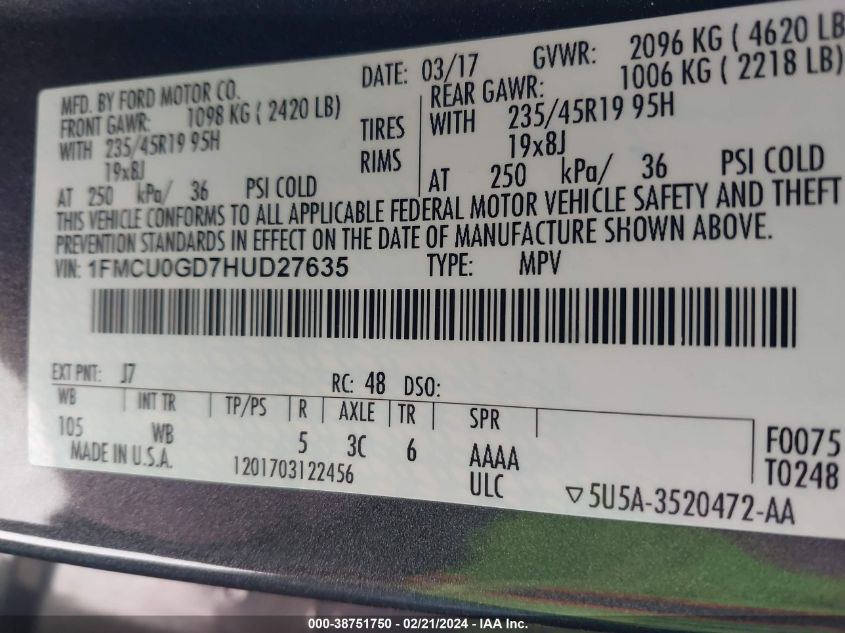 MFD. BY FORD MOTOR CO.
DATE: 03/17 GVWR: 2096 KG ( 4620 LB
FRONT GAWR: 1098 KG ( 2420 LB)
REAR GAWR: 1006 KG ( 2218 LB)
WITH 235/45R19 95H TIRES WITH 235/45R19 95H
19x8J RIMS 19x8J
AT 250 kPa/ 36 PSI COLD AT 250 kPa/ 36 PSI COLD
THIS VEHICLE CONFORMS TO ALL APPLICABLE FEDERAL MOTOR VEHICLE SAFETY AND THEFT
PREVENTION STANDARDS IN EFFECT ON THE DATE OF MANUFACTURE SHOWN ABOVE.
VIN: 1FMCU0GD7HUD27635 TYPE: MPV
EXT PNT: J7 RC: 48 DSO:
WB INT TR TP/PS R AXLE TR SPR
105 WB 5 3C 6 AAAA
F0075
MADE IN U.S.A. 1201703122456 ULC
T0248
▽5U5A-3520472-AA
000-38751750 - 02/21/2024 - IAA Inc.